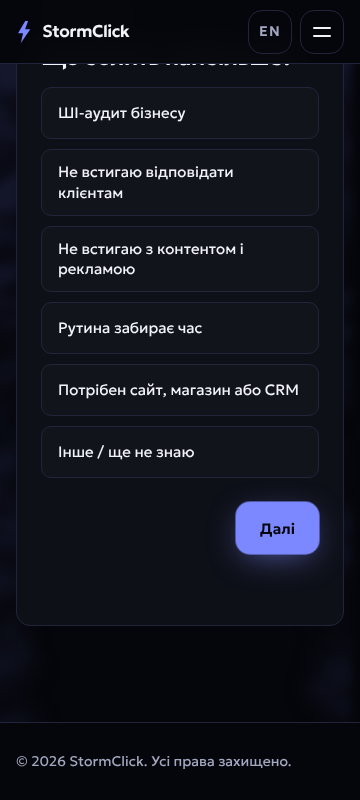 StormClick
EN
ШІ-аудит бізнесу
Не встигаю відповідати
клієнтам
Не встигаю з контентом і
рекламою
Рутина забирає час
Потрібен сайт, магазин або CRM
Інше / ще не знаю
Далі
© 2026 StormClick. Усі права захищено.